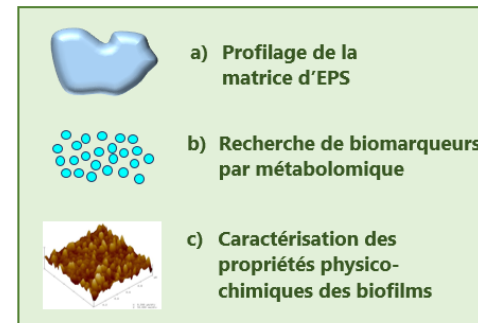 a) Profilage de la
matrice d'EPS
b) Recherche de biomarqueurs
par métabolomique
c) Caractérisation des
propriétés physico-
chimiques des biofilms